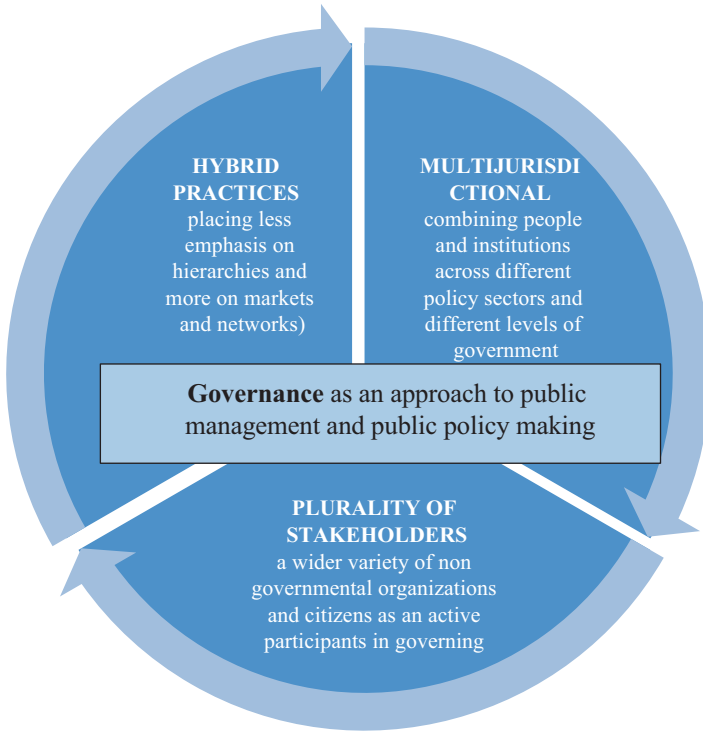 HYBRID
PRACTICES
placing less
emphasis on
hierarchies and
more on markets
and networks)
MULTIJURISDI
CTIONAL
combining people
and institutions
across different
policy sectors and
different levels of
government
Governance as an approach to public
management and public policy making
PLURALITY OF
STAKEHOLDERS
a wider variety of non
governmental organizations
and citizens as an active
participants in governing